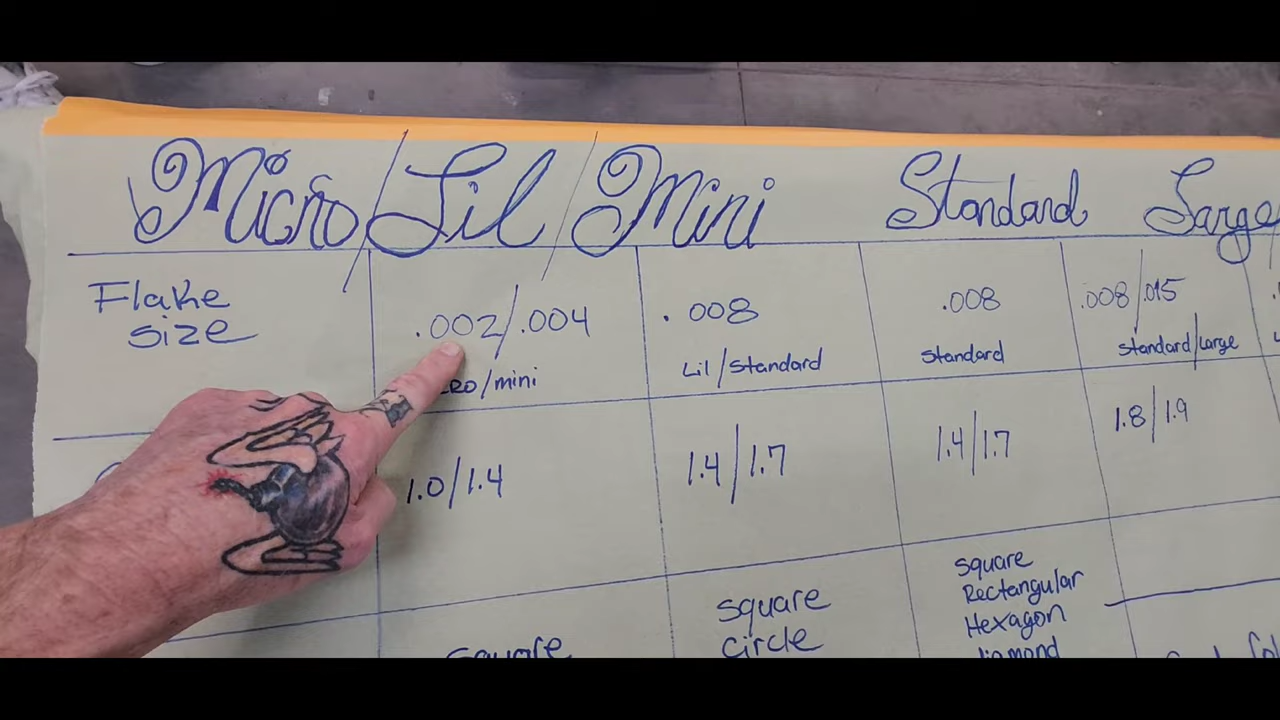 Micro/Lil/Mini Standard Large
Flake size .002/.004 .008 .008 .008/.015
/mini Lil/Standard Standard Standard/Large
1.0/1.4 1.4/1.7 1.4/1.7 1.8/1.9
Square
Square Circle
Square Rectangular Hexagon diamond